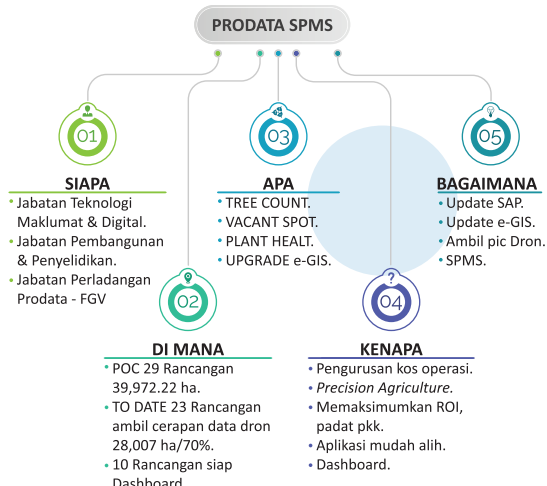 PRODATA SPMS
01
SIAPA
• Jabatan Teknologi
Maklumat & Digital.
• Jabatan Pembangunan
& Penyelidikan.
• Jabatan Perladangan
Prodata - FGV
02
DI MANA
• POC 29 Rancangan
39,972.22 ha.
• TO DATE 23 Rancangan
ambil cerapan data dron
28,007 ha/70%.
• 10 Rancangan siap
Dashboard
03
APA
• TREE COUNT.
• VACANT SPOT.
• PLANT HEALT.
• UPGRADE e-GIS.
?
04
KENAPA
• Pengurusan kos operasi.
• Precision Agriculture.
• Memaksimumkan ROI,
padat pkk.
• Aplikasi mudah alih.
• Dashboard.
05
BAGAIMANA
• Update SAP.
• Update e-GIS.
• Ambil pic Dron.
• SPMS.